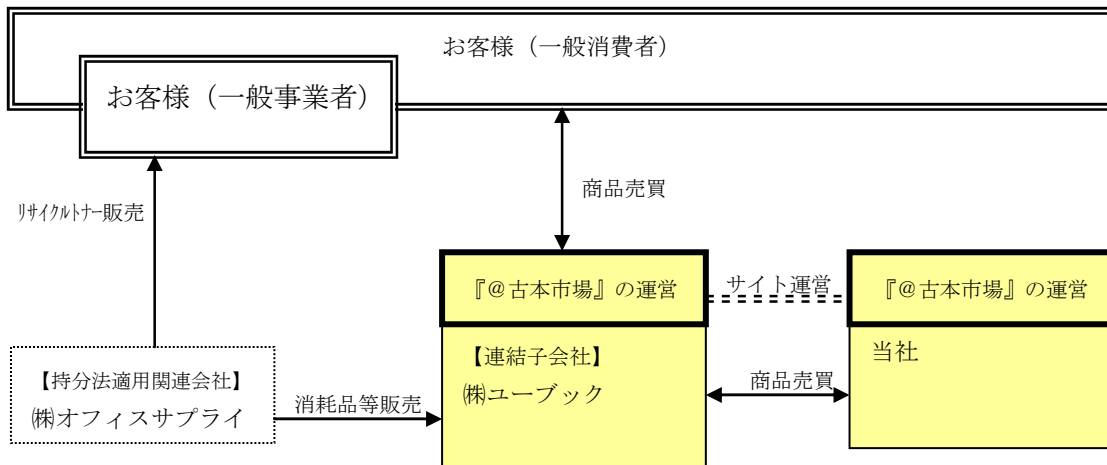 お客様（一般消費者）
お客様（一般事業者）
商品売買
ﾘｻｲｸﾙﾄﾅｰ販売
『＠古本市場』の運営
サイト運営
『＠古本市場』の運営
【連結子会社】
㈱ユーブック
当社
商品売買
【持分法適用関連会社】
㈱オフィスサプライ
消耗品等販売